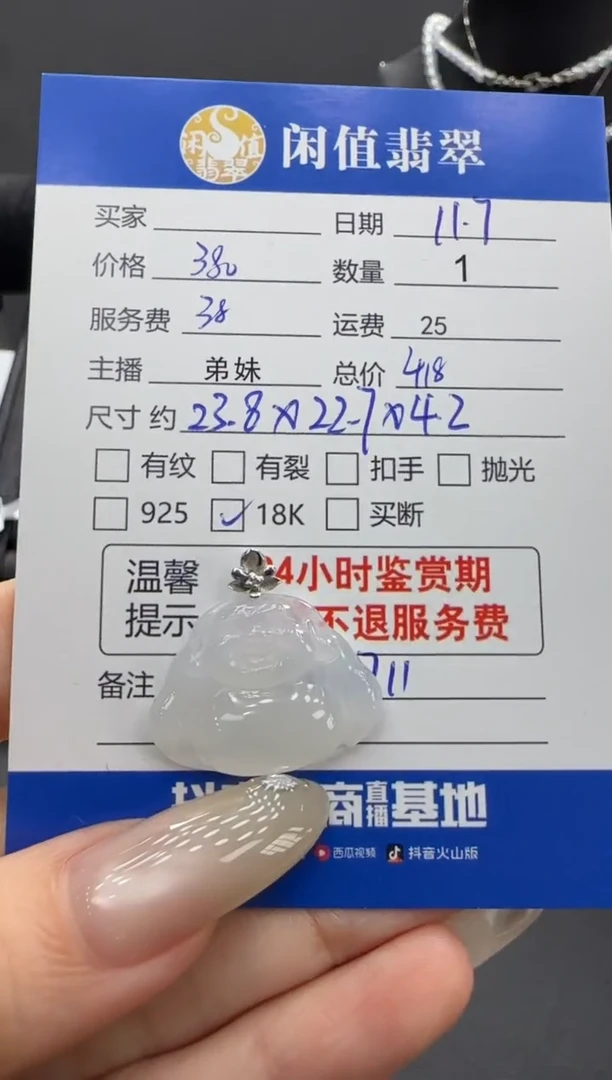 闲值翡翠
闲值
翡翠
买家 日期 11.7
价格 380 数量 1
服务费 38 运费 25
主播 弟妹 总价 418
尺寸 约 23.8×22.7×4.2
有纹 有裂 扣手 抛光
925 18K 买断
温馨 4小时鉴赏期
提示 不退服务费
备注 711
商直播基地
西瓜视频 抖音火山版